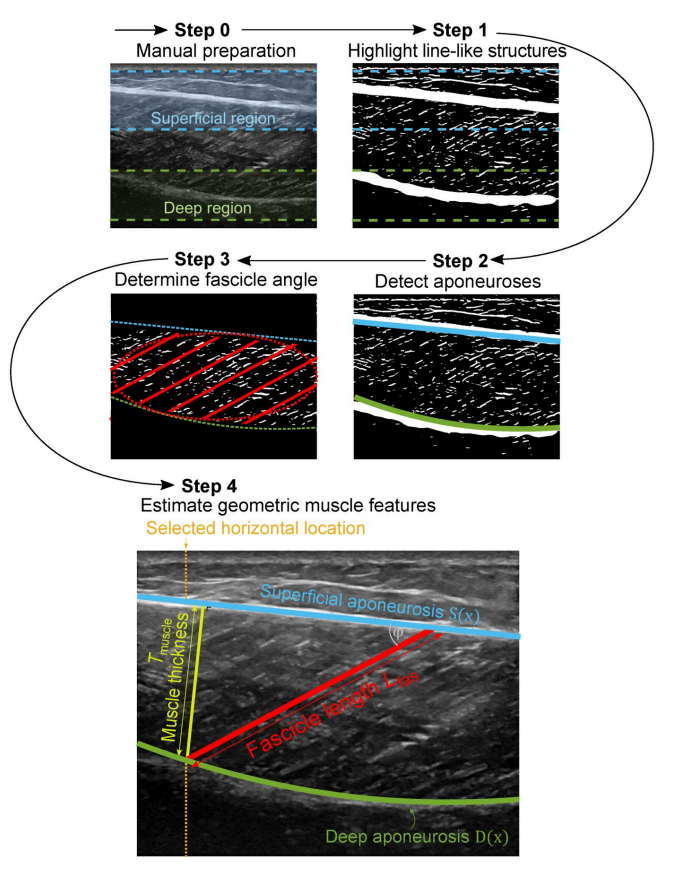 Step 0
Manual preparation
Superficial region
Deep region
Step 1
Highlight line-like structures
Step 3
Determine fascicle angle
Step 2
Detect aponeuroses
Step 4
Estimate geometric muscle features
Selected horizontal location
Superficial aponeurosis S(x)
φ
Tmuscle
Muscle thickness
Fascicle length Lfas
Deep aponeurosis D(x)